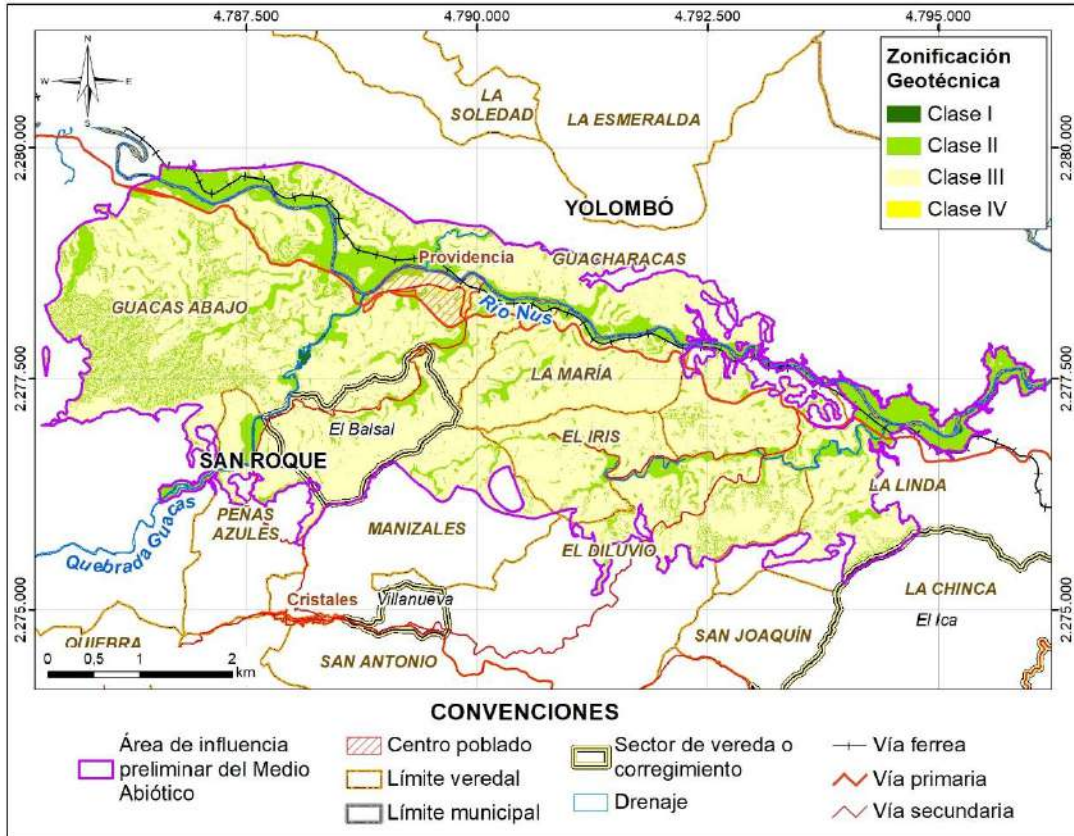 4.787.500 4.790.000 4.792.500 4.795.000
N
W E
S
Zonificación
Geotécnica
Clase I
Clase II
Clase III
Clase IV
2.280.000 2.280.000
LA
SOLEDAD
LA ESMERALDA
YOLOMBÓ
Providencia
GUACHARACAS
GUACAS ABAJO
Río Nus
2.277.500 2.277.500
LA MARÍA
El Balsal
EL IRIS
SAN ROQUE
LA LINDA
PEÑAS
AZULES
MANIZALES
Quebrada Guacas
EL DILUVIO
LA CHINCA
Cristales
Villanueva
El Ica
2.275.000 2.275.000
QUIEBRA
SAN JOAQUÍN
SAN ANTONIO
0 0,5 1 2
km
CONVENCIONES
Área de influencia
preliminar del Medio
Abiótico
Centro poblado
Límite veredal
Límite municipal
Sector de vereda o
corregimiento
Drenaje
Vía ferrea
Vía primaria
Vía secundaria